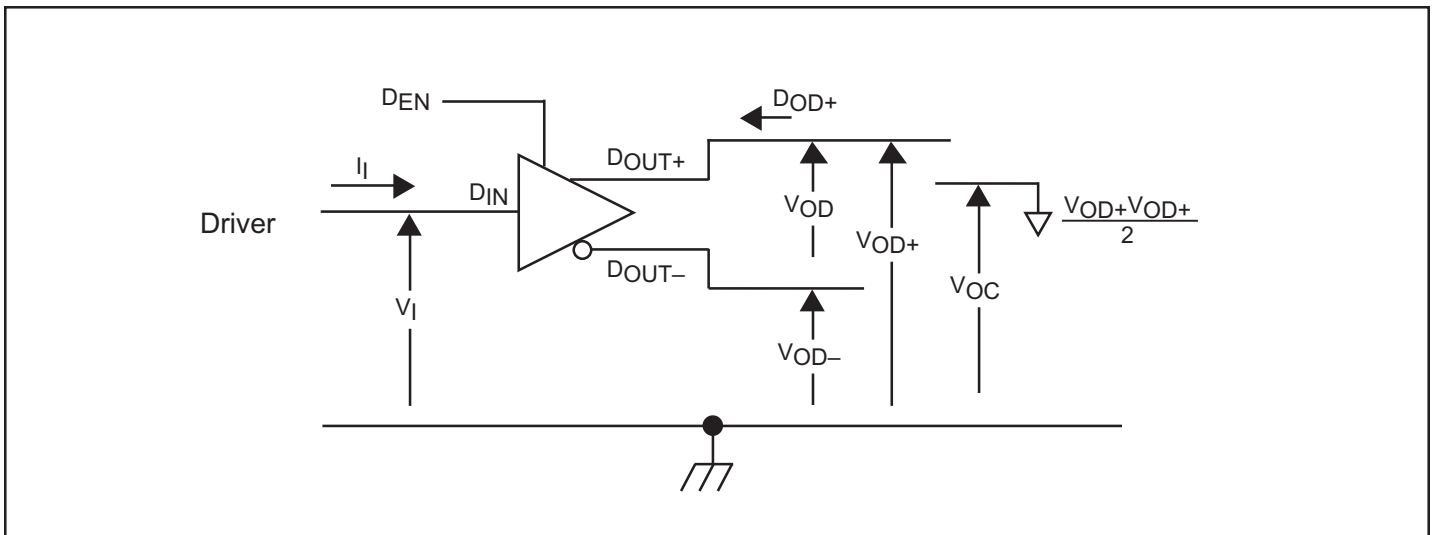 DEN
DOD+
II
DOUT+
DIN
Driver
VOD
VOD+
VOD+VOD+
2
DOUT–
VOC
VI
VOD–